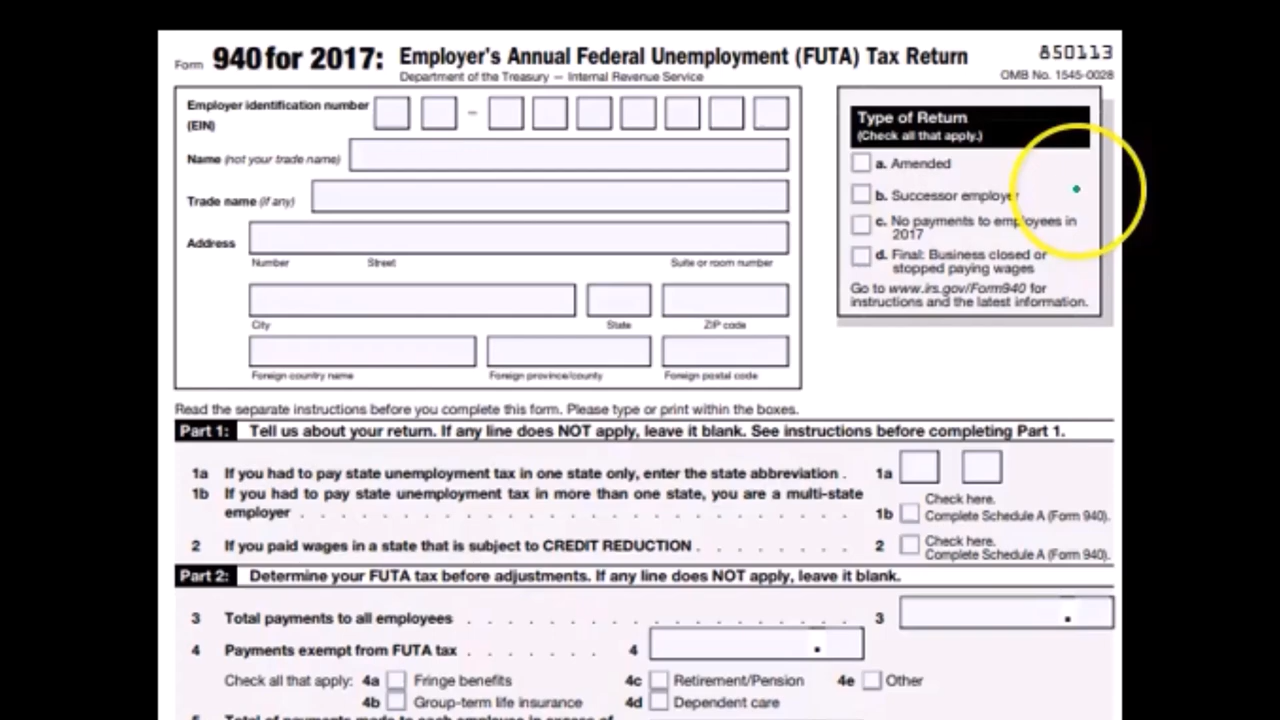 Form 940 for 2017: Employer's Annual Federal Unemployment (FUTA) Tax Return
850113
Department of the Treasury — Internal Revenue Service
OMB No. 1545-0028
Employer identification number
(EIN)
–
Name (not your trade name)
Trade name (if any)
Address
Number Street Suite or room number
City State ZIP code
Foreign country name Foreign province/county Foreign postal code
Type of Return
(Check all that apply.)
a. Amended
b. Successor employer
c. No payments to employees in
2017
d. Final: Business closed or
stopped paying wages
Go to www.irs.gov/Form940 for
instructions and the latest information.
Read the separate instructions before you complete this form. Please type or print within the boxes.
Part 1: Tell us about your return. If any line does NOT apply, leave it blank. See instructions before completing Part 1.
1a If you had to pay state unemployment tax in one state only, enter the state abbreviation . 1a
1b If you had to pay state unemployment tax in more than one state, you are a multi-state
employer . . . . . . . . . . . . . . . . . . . . 1b Check here.
Complete Schedule A (Form 940).
2 If you paid wages in a state that is subject to CREDIT REDUCTION . . . . . . . 2 Check here.
Complete Schedule A (Form 940).
Part 2: Determine your FUTA tax before adjustments. If any line does NOT apply, leave it blank.
3 Total payments to all employees . . . . . . . . . . . . . . 3 .
4 Payments exempt from FUTA tax . . . . . . . 4 .
Check all that apply: 4a Fringe benefits 4c Retirement/Pension 4e Other
4b Group-term life insurance 4d Dependent care
5 Total of payments made to each employee in excess of